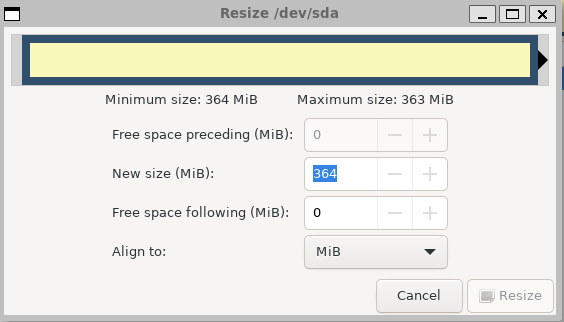 Resize /dev/sda
Minimum size: 364 MiB Maximum size: 363 MiB
Free space preceding (MiB): 0
New size (MiB): 364
Free space following (MiB): 0
Align to: MiB
Cancel Resize